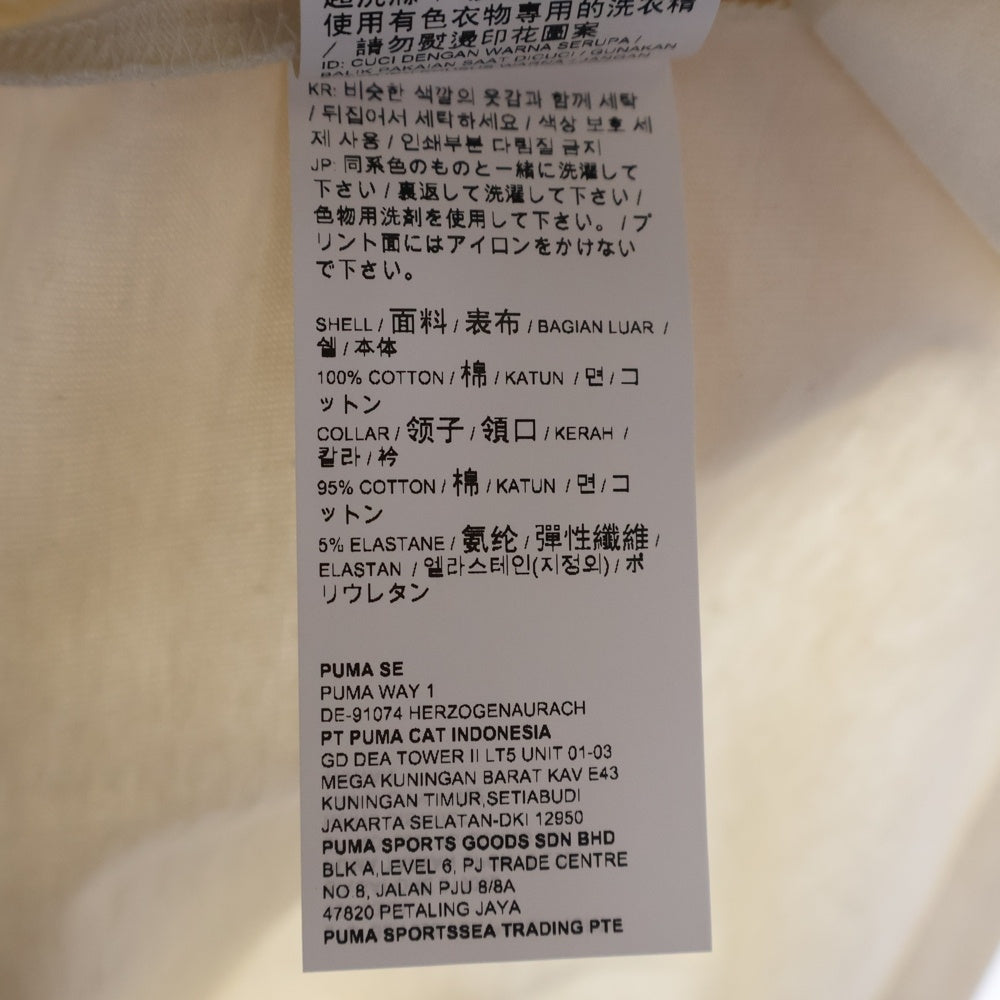 使用有色衣物專用的洗衣精
/ 請勿熨燙印花圖案
ID: CUCI DENGAN WARNA SERUPA /
BALIK PAKAIAN SAAT DICUCI / GUNAKAN
KR: 비슷한 색깔의 옷감과 함께 세탁
/ 뒤집어서 세탁하세요 / 색상 보호 세
제 사용 / 인쇄부분 다림질 금지
JP: 同系色のものと一緒に洗濯して
下さい / 裏返して洗濯して下さい /
色物用洗剤を使用して下さい。 / プ
リント面にはアイロンをかけない
で下さい。
SHELL / 面料 / 表布 / BAGIAN LUAR /
쉘 / 本体
100% COTTON / 棉 / KATUN / 면 / コ
ットン
COLLAR / 领子 / 領口 / KERAH /
칼라 / 衿
95% COTTON / 棉 / KATUN / 면 / コ
ットン
5% ELASTANE / 氨纶 / 彈性纖維 /
ELASTAN / 엘라스테인(지정외) / ポ
リウレタン
PUMA SE
PUMA WAY 1
DE-91074 HERZOGENAURACH
PT PUMA CAT INDONESIA
GD DEA TOWER II LT5 UNIT 01-03
MEGA KUNINGAN BARAT KAV E43
KUNINGAN TIMUR,SETIABUDI
JAKARTA SELATAN-DKI 12950
PUMA SPORTS GOODS SDN BHD
BLK A,LEVEL 6, PJ TRADE CENTRE
NO 8, JALAN PJU 8/8A
47820 PETALING JAYA
PUMA SPORTSSEA TRADING PTE